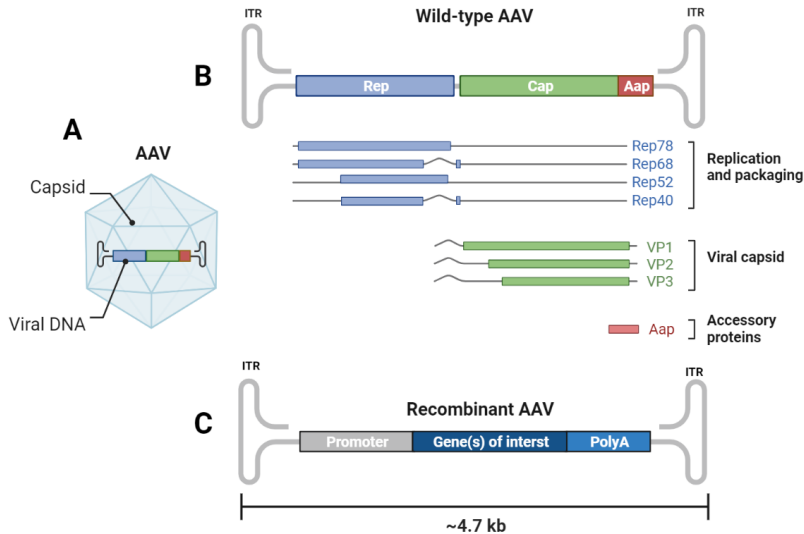 A
AAV
Capsid
Viral DNA
B
Wild-type AAV
ITR
ITR
Rep
Cap
Aap
Rep78
Rep68
Rep52
Rep40
Replication
and packaging
VP1
VP2
VP3
Viral capsid
Aap
Accessory
proteins
C
ITR
ITR
Recombinant AAV
Promoter
Gene(s) of interst
PolyA
~4.7 kb